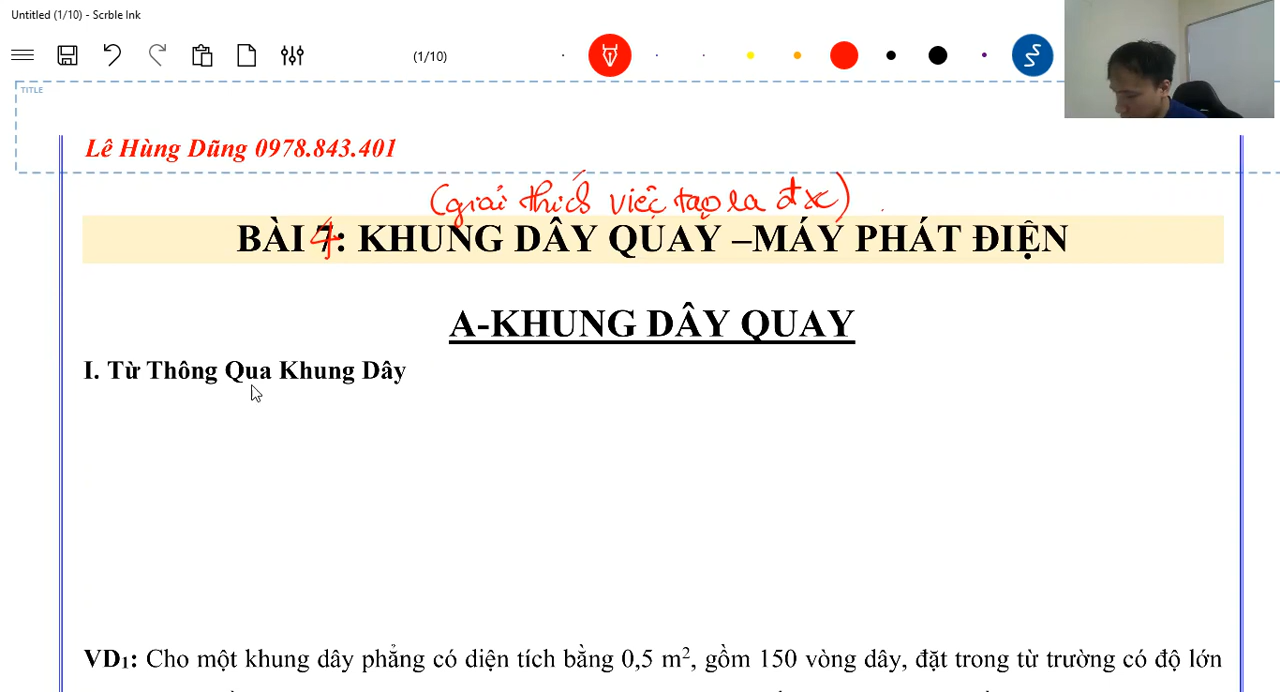 Untitled (1/10) - Scrble Ink
(1/10)
TITLE
Lê Hùng Dũng 0978.843.401
(giải thích việc tạo ra đx)
BÀI 4: KHUNG DÂY QUAY –MÁY PHÁT ĐIỆN
A-KHUNG DÂY QUAY
I. Từ Thông Qua Khung Dây
VD1: Cho một khung dây phẳng có diện tích bằng 0,5 m², gồm 150 vòng dây, đặt trong từ trường có độ lớn